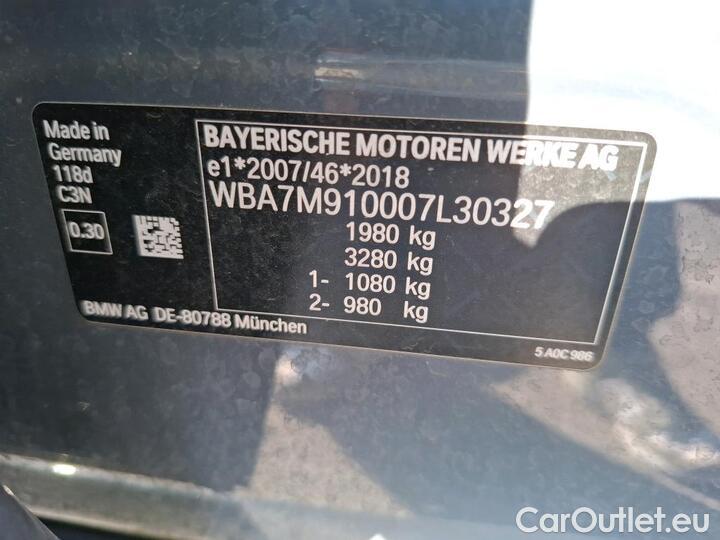 Made in
Germany
118d
C3N
0.30
BMW AG DE-80788 München
BAYERISCHE MOTOREN WERKE AG
e1*2007/46*2018
WBA7M910007L30327
1980 kg
3280 kg
1- 1080 kg
2- 980 kg
5 A0C 986
CarOutlet.eu